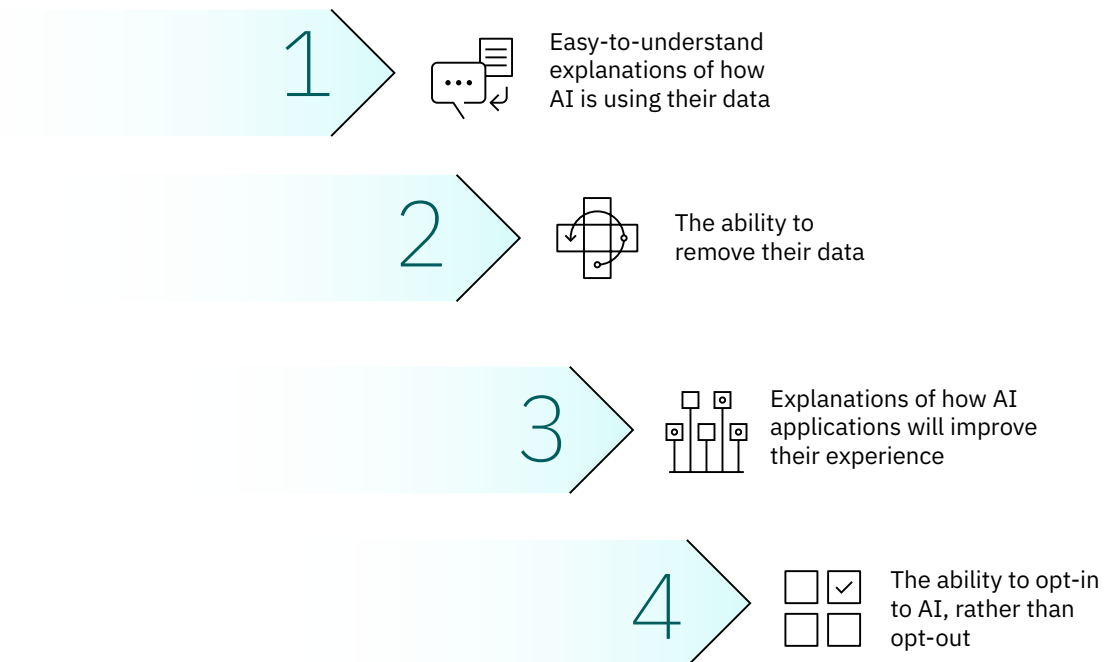 1
Easy-to-understand
explanations of how
AI is using their data
2
The ability to
remove their data
3
Explanations of how AI
applications will improve
their experience
4
The ability to opt-in
to AI, rather than
opt-out